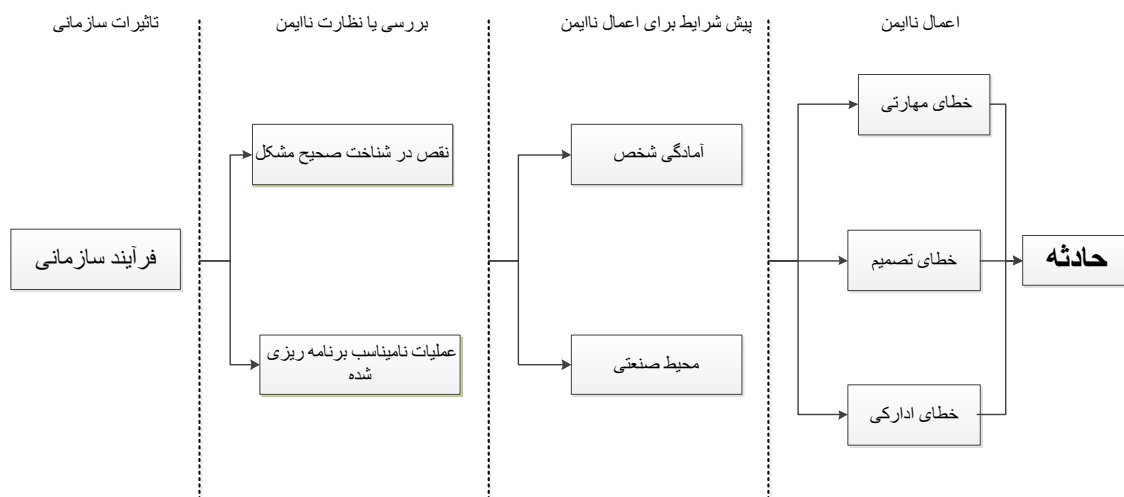 تاثیرات سازمانی
بررسی یا نظارت ناایمن
پیش شرایط برای اعمال ناایمن
اعمال ناایمن
فرآیند سازمانی
نقص در شناخت صحیح مشکل
عملیات نامیناسب برنامه ریزی
شده
آمادگی شخص
محیط صنعتی
خطای مهارتی
خطای تصمیم
خطای ادارکی
حادثه